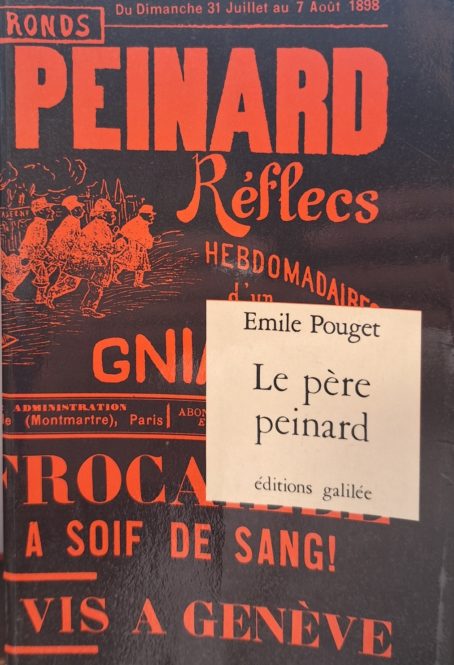 Du Dimanche 31 Juillet au 7 Août 1898
RONDS
PEINARD
Réflecs
HEBDOMADAIRES
d'un
GNIA
ADMINISTRATION
(Montmartre), Paris
ABON
Emile Pouget
Le père
peinard
éditions galilée
A SOIF DE SANG!
VIS A GENÈVE